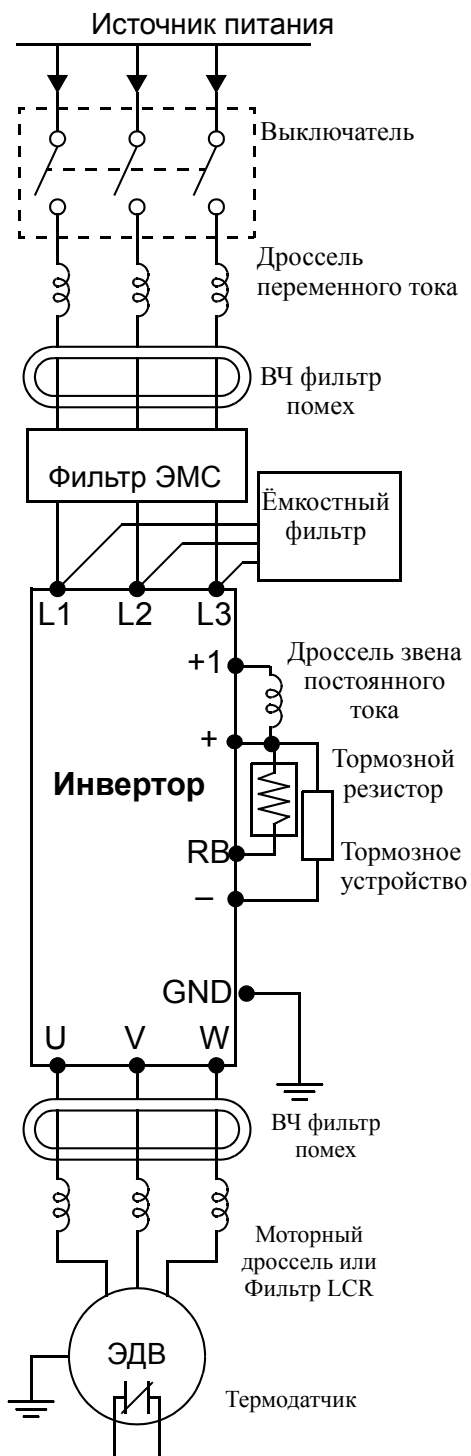 Источник питания
Выключатель
Дроссель
переменного тока
ВЧ фильтр
помех
Фильтр ЭМС
Ёмкостный
фильтр
L1 L2 L3
+1
Дроссель звена
постоянного
тока
+
Инвертор
Тормозной
резистор
RB
Тормозное
устройство
–
GND
U V W
ВЧ фильтр
помех
Моторный
дроссель или
Фильтр LCR
ЭДВ
Термодатчик